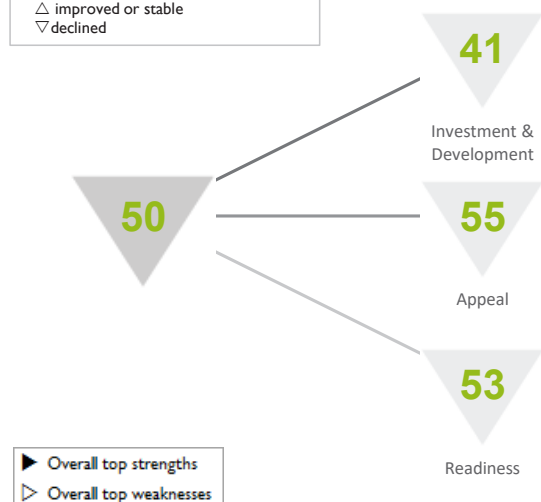 △ improved or stable
▽ declined
41
Investment &
Development
50
55
Appeal
53
Readiness
▶ Overall top strengths
▷ Overall top weaknesses